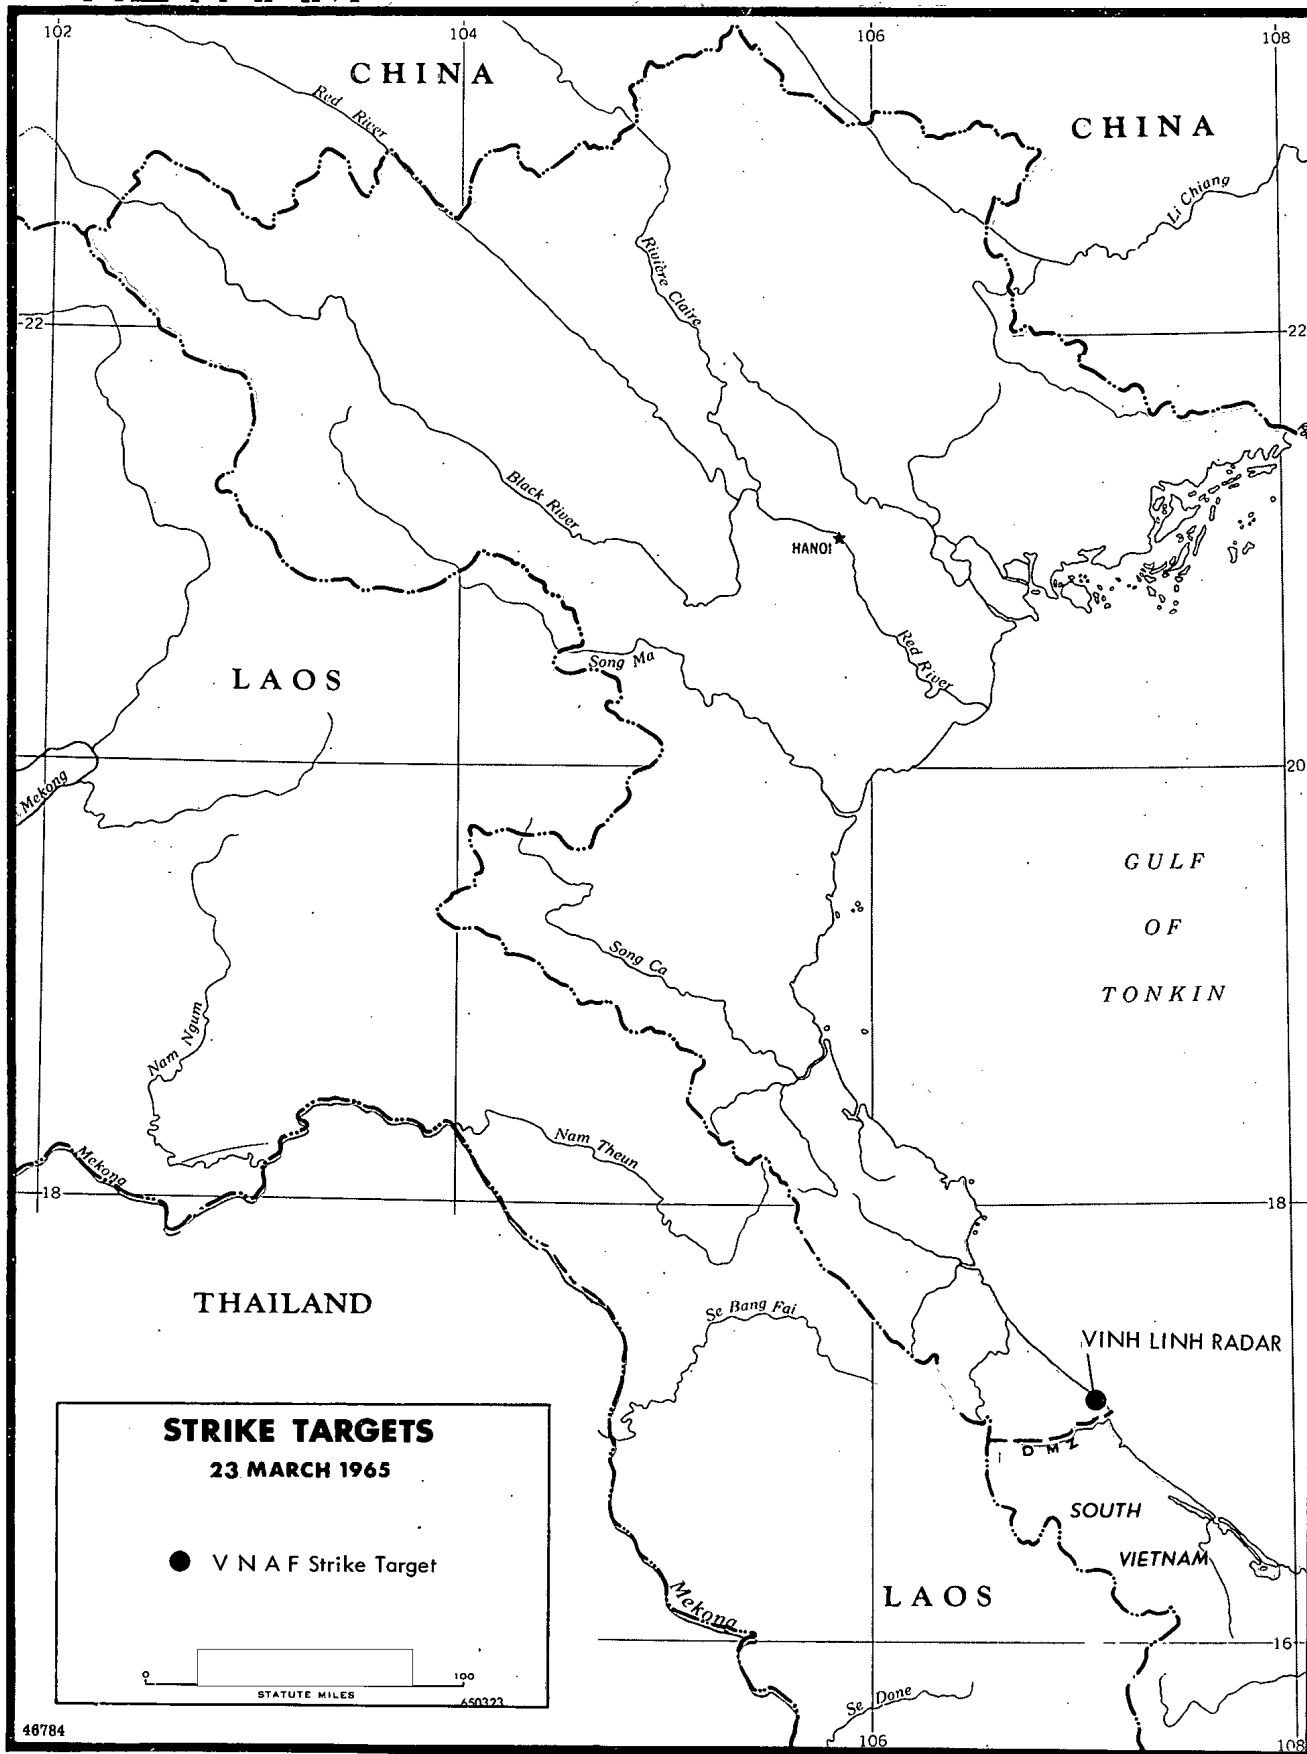 102
104
106
108
CHINA
Red River
CHINA
Li Chiang
Rivière Claire
22
22
Black River
HANOI
Red River
Song Ma
LAOS
20
Mekong
GULF
OF
TONKIN
Song Ca
Nam Ngum
Nam Theun
Mekong
18
18
THAILAND
Se Bang Fai
VINH LINH RADAR
DMZ
SOUTH
VIETNAM
LAOS
Mekong
16
Se Done
106
108
STRIKE TARGETS
23 MARCH 1965
V N A F Strike Target
0
100
STATUTE MILES
650323
46784